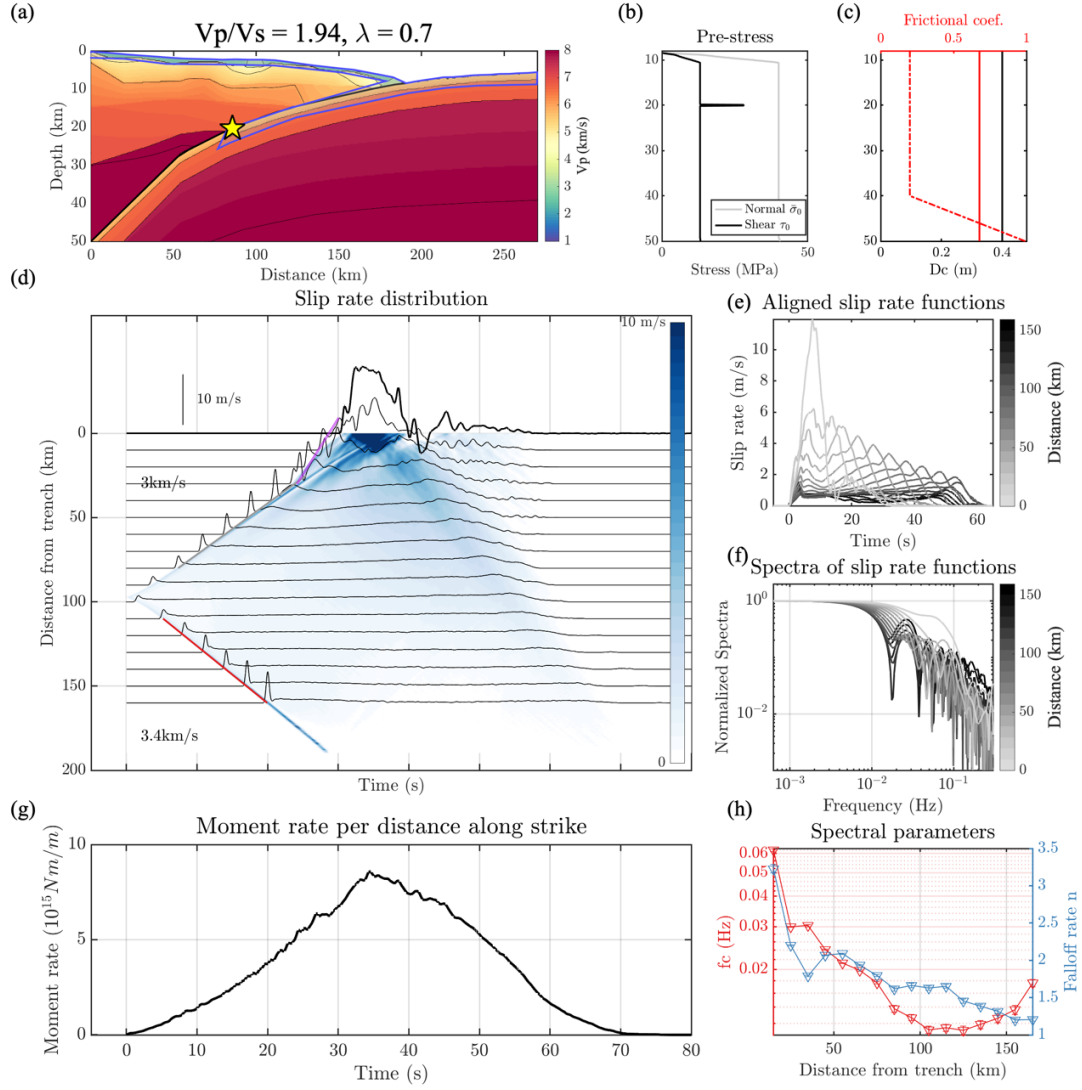 (a)
Vp/Vs = 1.94, λ = 0.7
0
10
20
30
40
50
Depth (km)
0
50
100
150
200
250
Distance (km)
8
7
6
5
4
3
2
1
Vp (km/s)
(b)
Pre-stress
10
20
30
40
50
0
50
Stress (MPa)
Normal σ̄₀
Shear τ₀
(c)
Frictional coef.
0
0.2
0.4
0.6
0.8
1
10
20
30
40
50
0
0.2
0.4
Dc (m)
(d)
Slip rate distribution
10 m/s
10 m/s
0
3km/s
50
100
150
3.4km/s
200
0
Distance from trench (km)
Time (s)
(e)
Aligned slip rate functions
10
8
6
4
2
0
Slip rate (m/s)
0
20
40
60
Time (s)
150
100
50
0
Distance (km)
(f)
Spectra of slip rate functions
10⁰
10⁻²
Normalized Spectra
10⁻³
10⁻²
10⁻¹
Frequency (Hz)
150
100
50
0
Distance (km)
(g)
Moment rate per distance along strike
10
5
0
Moment rate (10¹⁵Nm/m)
0
10
20
30
40
50
60
70
80
Time (s)
(h)
Spectral parameters
0.06
0.05
0.04
0.03
0.02
fc (Hz)
3.5
3
2.5
2
1.5
1
Falloff rate n
50
100
150
Distance from trench (km)